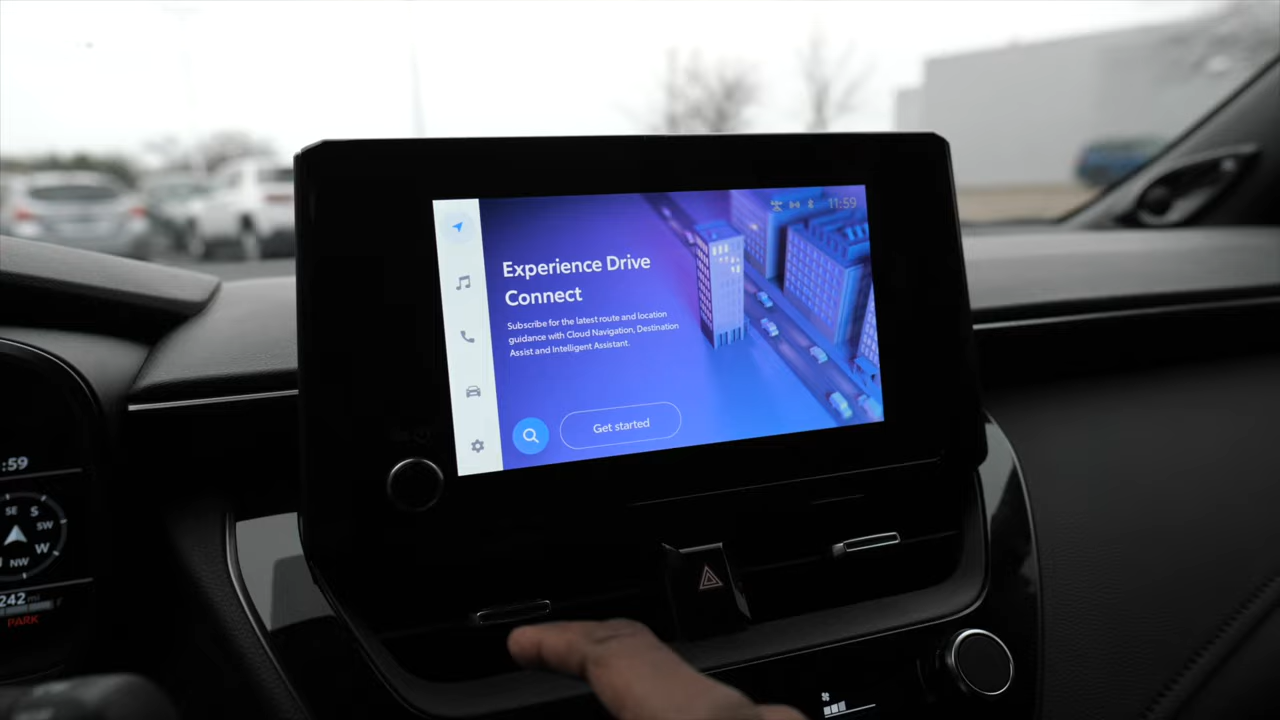 11:59
Experience Drive
Connect
Subscribe for the latest route and location
guidance with Cloud Navigation, Destination
Assist and Intelligent Assistant.
Get started
:59
SE S
SW
W
NW
242 mi
PARK